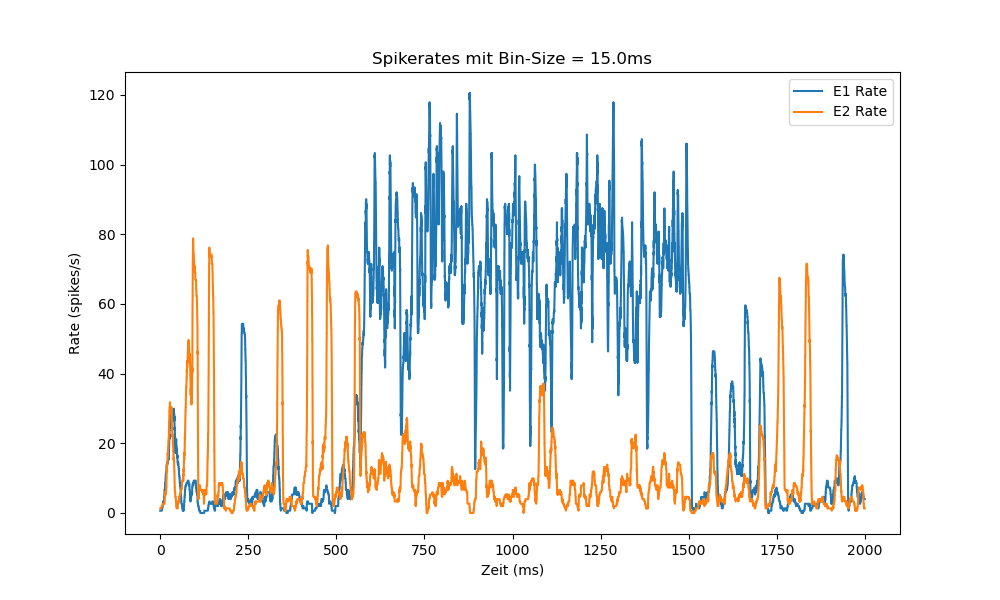 Spikerates mit Bin-Size = 15.0ms
E1 Rate
E2 Rate
120
100
80
60
40
20
0
Rate (spikes/s)
0 250 500 750 1000 1250 1500 1750 2000
Zeit (ms)